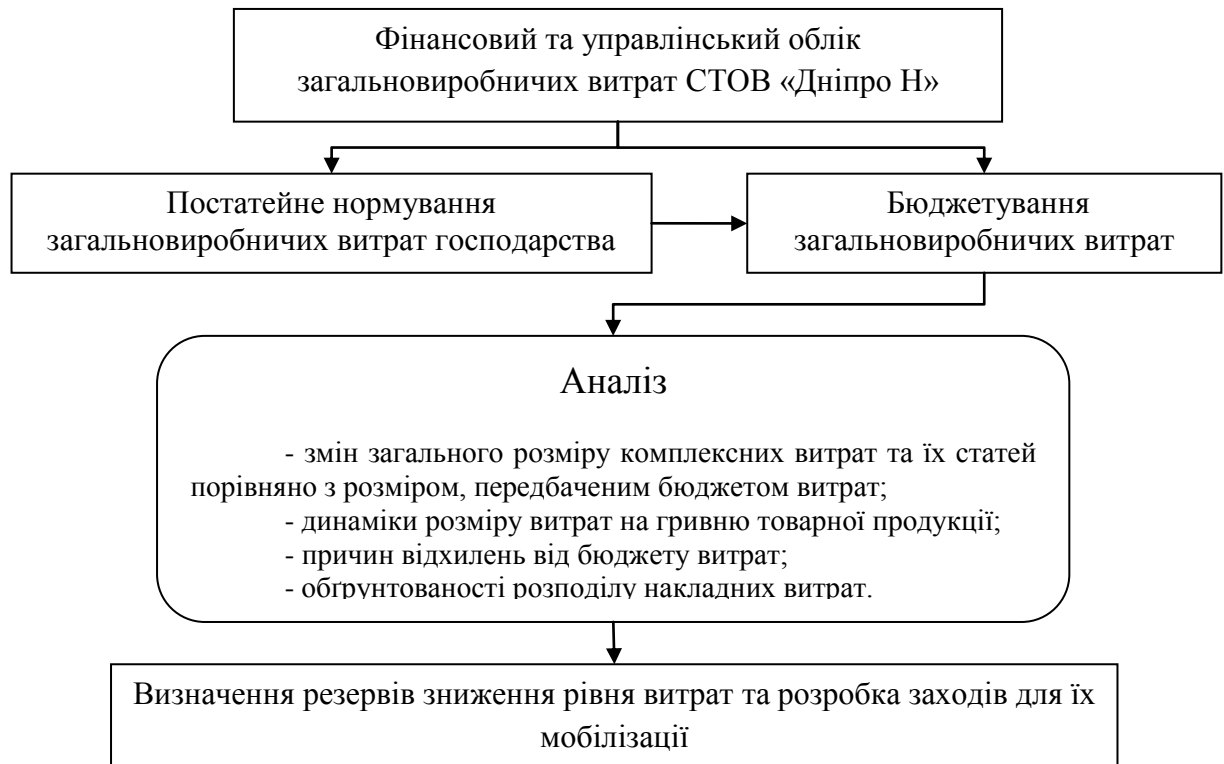 Фінансовий та управлінський облік
загальновиробничих витрат СТОВ «Дніпро Н»
Постатейне нормування
загальновиробничих витрат господарства
Бюджетування
загальновиробничих витрат
Аналіз
- змін загального розміру комплексних витрат та їх статей
порівняно з розміром, передбаченим бюджетом витрат;
- динаміки розміру витрат на гривню товарної продукції;
- причин відхилень від бюджету витрат;
- обґрунтованості розподілу накладних витрат.
Визначення резервів зниження рівня витрат та розробка заходів для їх
мобілізації